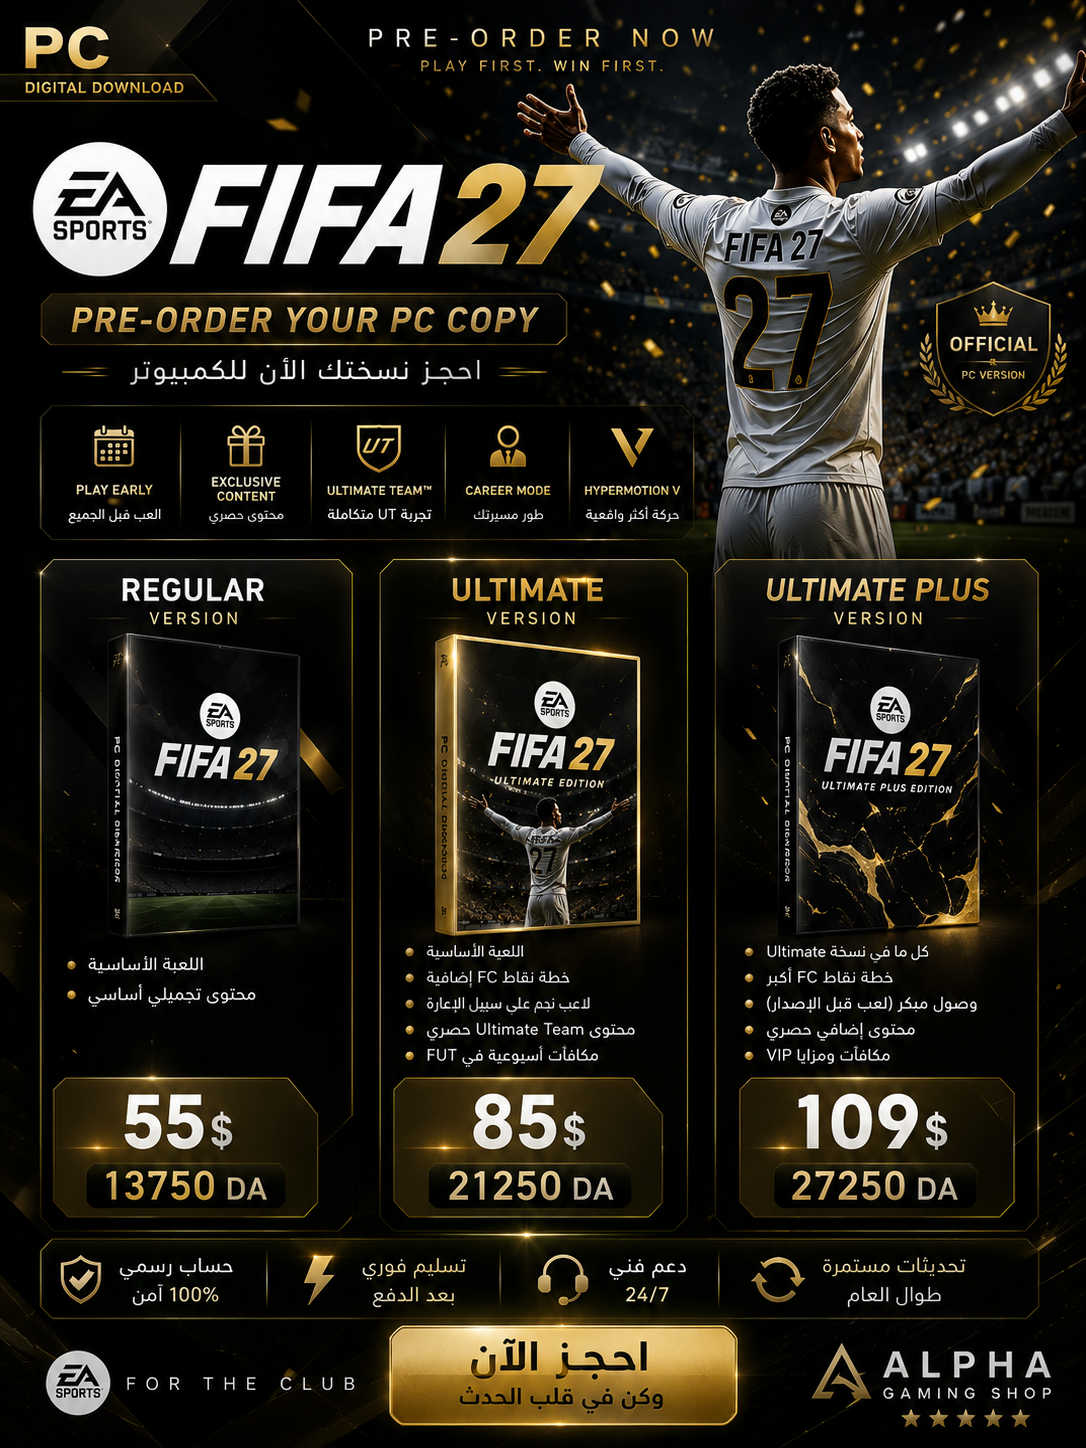 PC
DIGITAL DOWNLOAD
PRE-ORDER NOW
PLAY FIRST. WIN FIRST.
EA
SPORTS
FIFA 27
FIFA 27
27
PRE-ORDER YOUR PC COPY
احجز نسختك الأن للكمبيوتر
OFFICIAL
PC VERSION
PLAY EARLY
العب قبل الجميع
EXCLUSIVE
CONTENT
محتوى حصري
UT
ULTIMATE TEAM™
تجربة UT متكاملة
CAREER MODE
طور مسيرتك
HYPERMOTION V
حركة أكثر واقعية
REGULAR
VERSION
EA
SPORTS
FIFA 27
اللعبة الأساسية
محتوى تجميلي أساسي
55$
13750 DA
ULTIMATE
VERSION
EA
SPORTS
FIFA 27
ULTIMATE EDITION
27
اللعبة الأساسية
خطة نقاط FC إضافية
لاعب نجم علي سبيل الإعارة
محتوى Ultimate Team حصري
مكافآت أسيوعية في FUT
85$
21250 DA
ULTIMATE PLUS
VERSION
EA
SPORTS
FIFA 27
ULTIMATE PLUS EDITION
كل ما في نسخة Ultimate
خطة نقاط FC أكبر
وصول مبكر (لعب قبل الإصدار)
محتوى إضافي حصري
مكافآت ومزايا VIP
109$
27250 DA
حساب رسمي
100% آمن
تسليم فوري
بعد الدفع
دعم فني
24/7
تحديثات مستمرة
طوال العام
EA
SPORTS
FOR THE CLUB
احجز الآن
وكن في قلب الحدث
ALPHA
GAMING SHOP